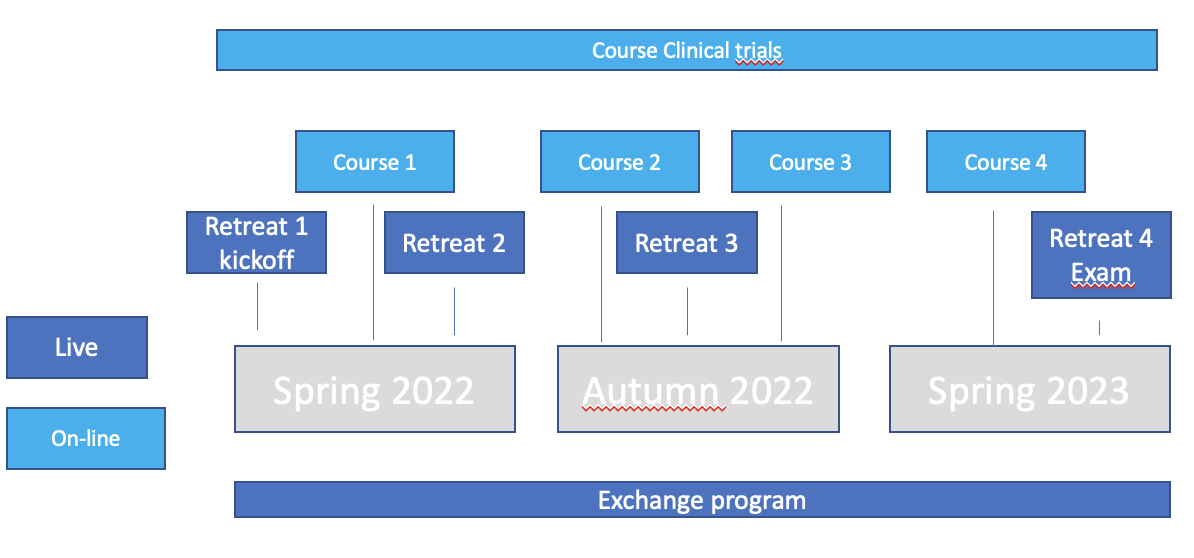 Course Clinical trials
Course 1
Course 2
Course 3
Course 4
Retreat 1
kickoff
Retreat 2
Retreat 3
Retreat 4
Exam
Live
On-line
Spring 2022
Autumn 2022
Spring 2023
Exchange program